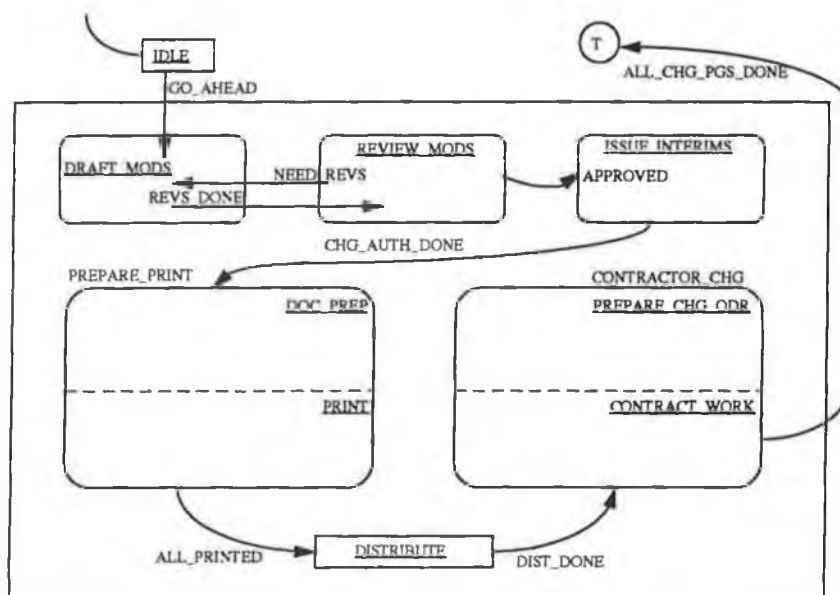 IDLE
T
ALL_CHG_PGS_DONE
GO_AHEAD
REVIEW_MODS
ISSUE_INTERIMS
DRAFT_MODS
NEED_REVS
APPROVED
REVS_DONE
CHG_AUTH_DONE
PREPARE_PRINT
CONTRACTOR_CHG
DOC_PREP
PREPARE_CHG_ODR
PRINT
CONTRACT_WORK
ALL_PRINTED
DISTRIBUTE
DIST_DONE